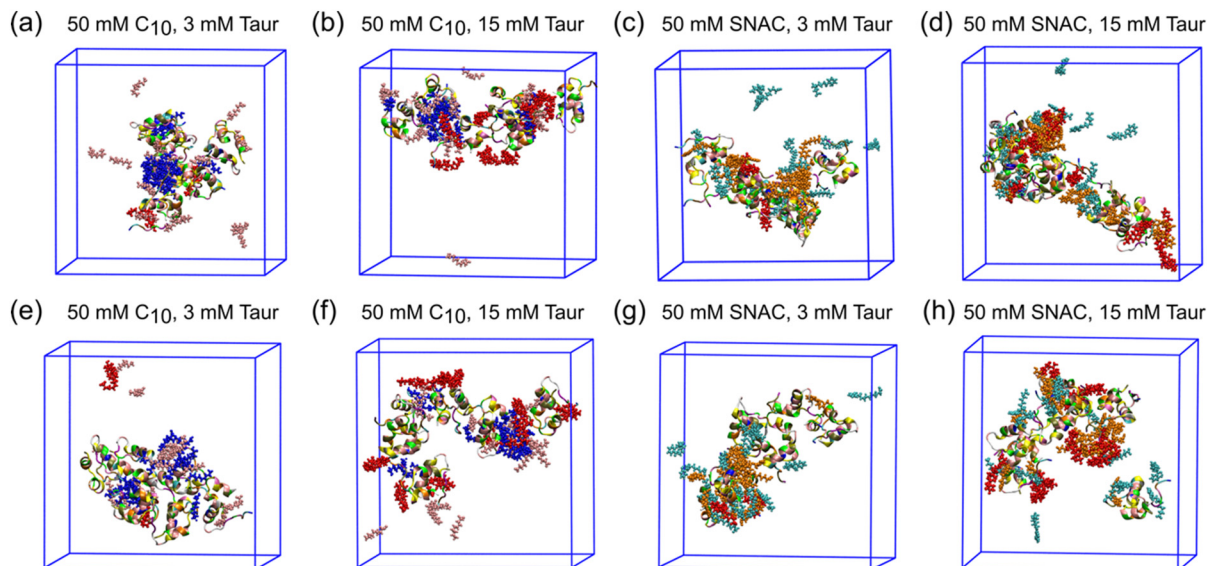 (a) 50 mM C₁₀, 3 mM Taur
(b) 50 mM C₁₀, 15 mM Taur
(c) 50 mM SNAC, 3 mM Taur
(d) 50 mM SNAC, 15 mM Taur
(e) 50 mM C₁₀, 3 mM Taur
(f) 50 mM C₁₀, 15 mM Taur
(g) 50 mM SNAC, 3 mM Taur
(h) 50 mM SNAC, 15 mM Taur